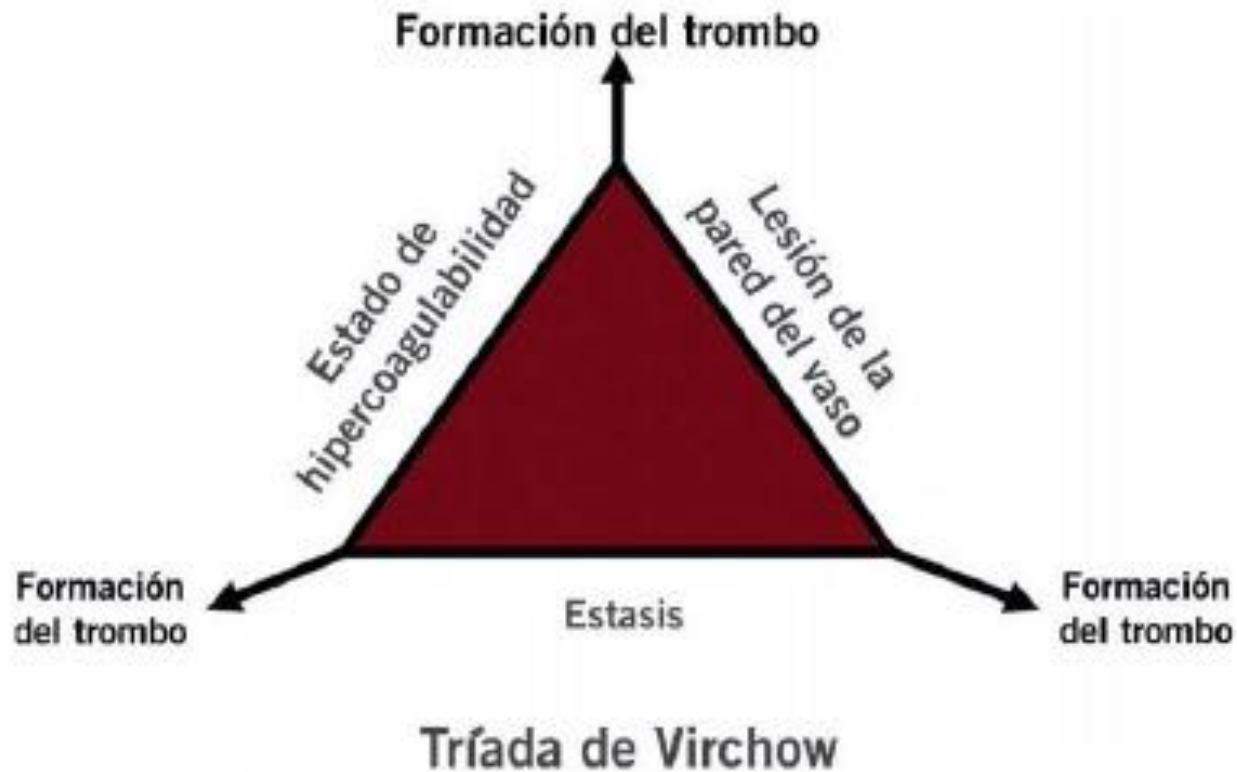 Formación del trombo
Estado de
hipercoagulabilidad
Lesión de la
pared del vaso
Formación
del trombo
Estasis
Formación
del trombo
Tríada de Virchow